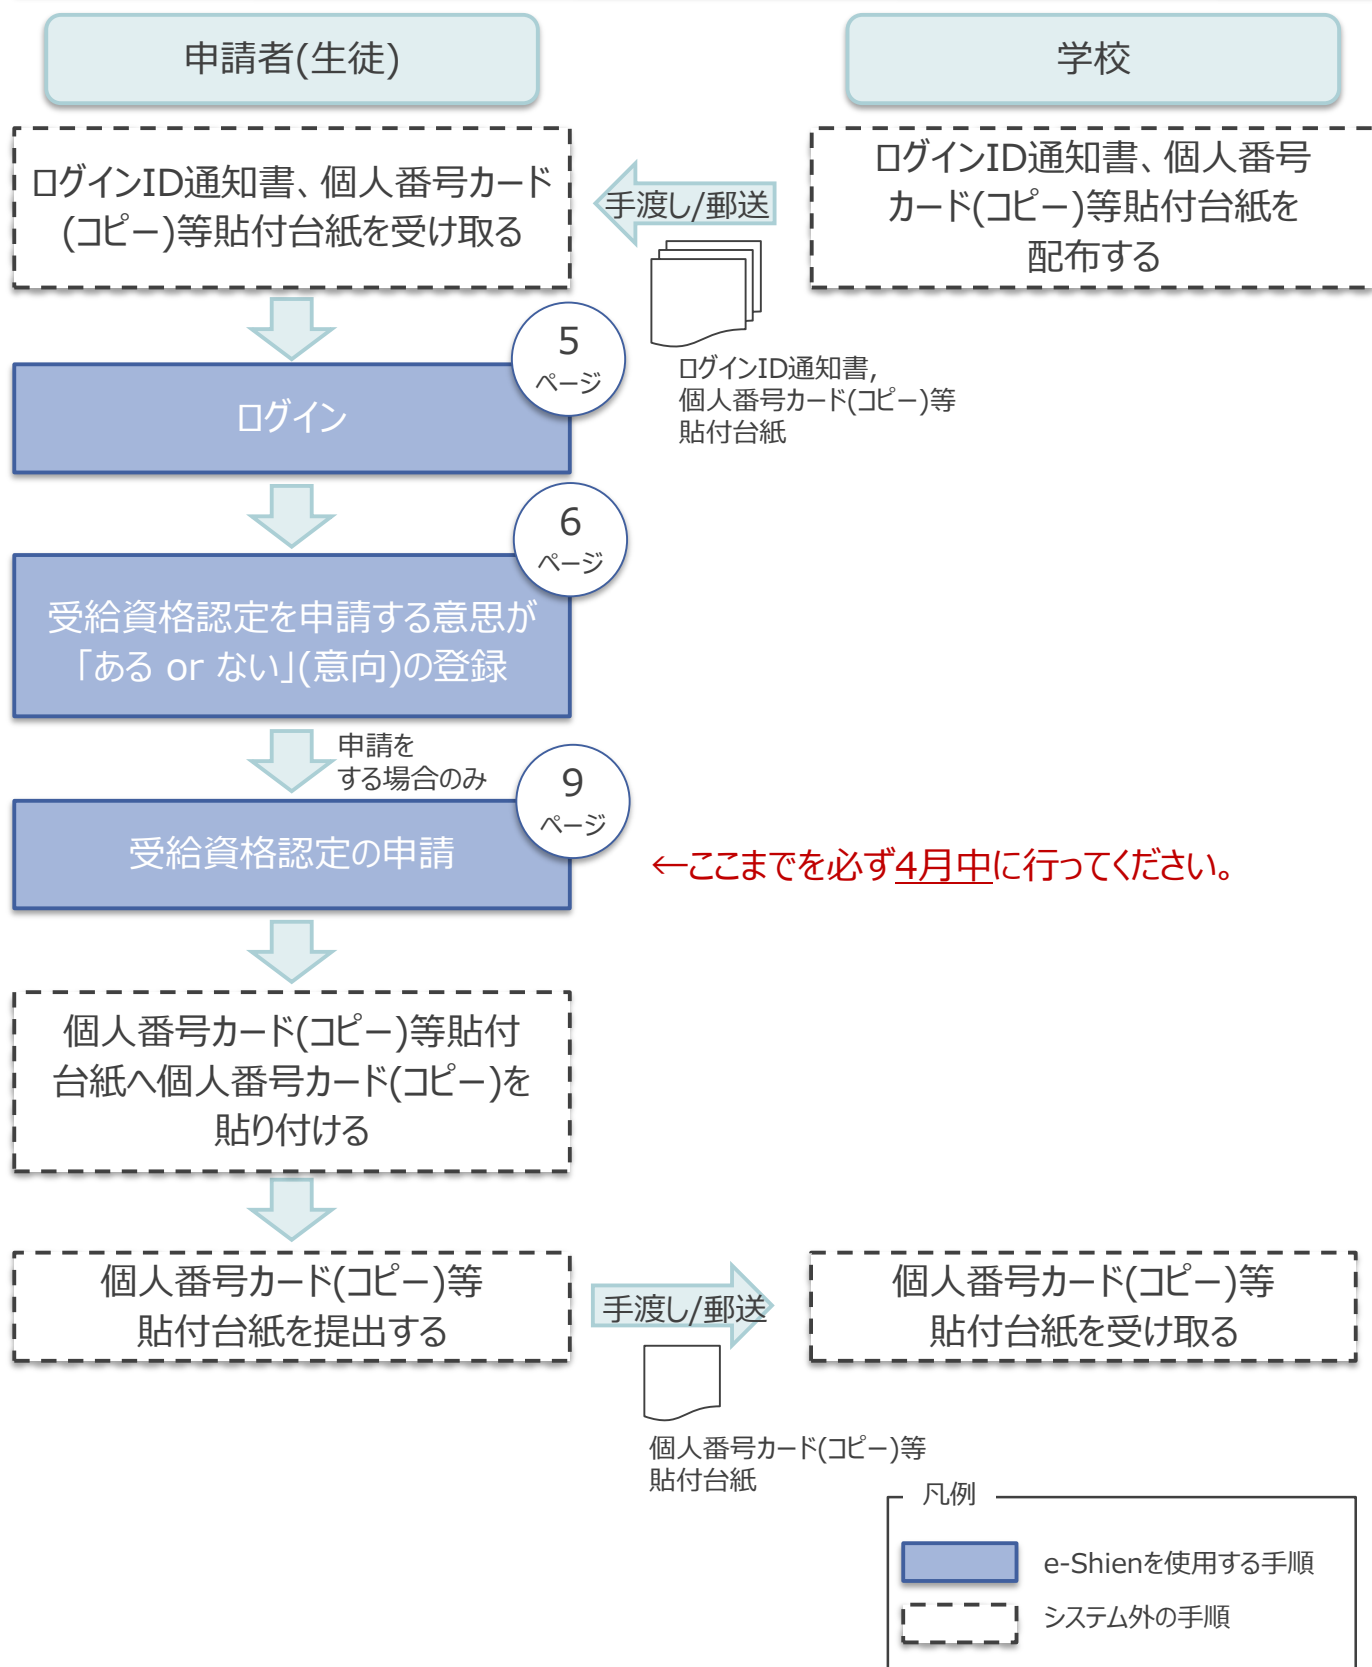 申請者(生徒)
学校
ログインID通知書、個人番号カード
(コピー)等貼付台紙を受け取る
手渡し/郵送
ログインID通知書、個人番号
カード(コピー)等貼付台紙を
配布する
ログインID通知書,
個人番号カード(コピー)等
貼付台紙
5
ページ
ログイン
6
ページ
受給資格認定を申請する意思が
「ある or ない」(意向)の登録
申請を
する場合のみ
9
ページ
受給資格認定の申請
←ここまでを必ず4月中に行ってください。
個人番号カード(コピー)等貼付
台紙へ個人番号カード(コピー)を
貼り付ける
個人番号カード(コピー)等
貼付台紙を提出する
手渡し/郵送
個人番号カード(コピー)等
貼付台紙を受け取る
個人番号カード(コピー)等
貼付台紙
凡例
e-Shienを使用する手順
システム外の手順